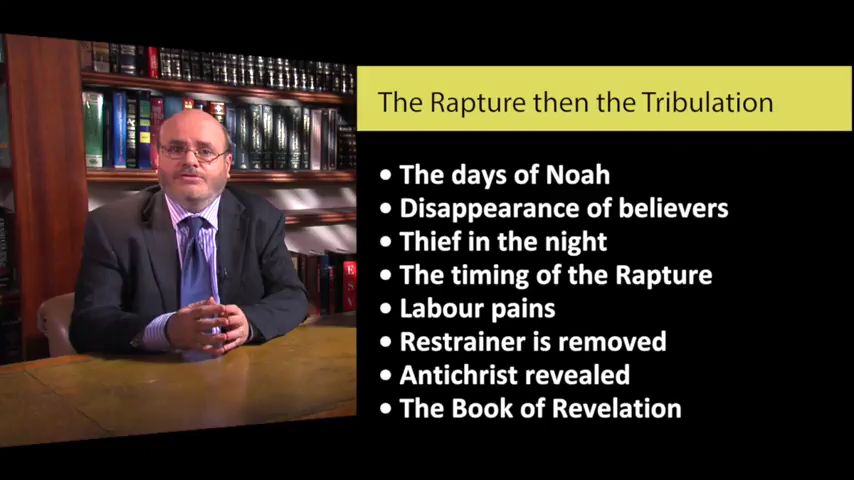 The Rapture then the Tribulation
• The days of Noah
• Disappearance of believers
• Thief in the night
• The timing of the Rapture
• Labour pains
• Restrainer is removed
• Antichrist revealed
• The Book of Revelation